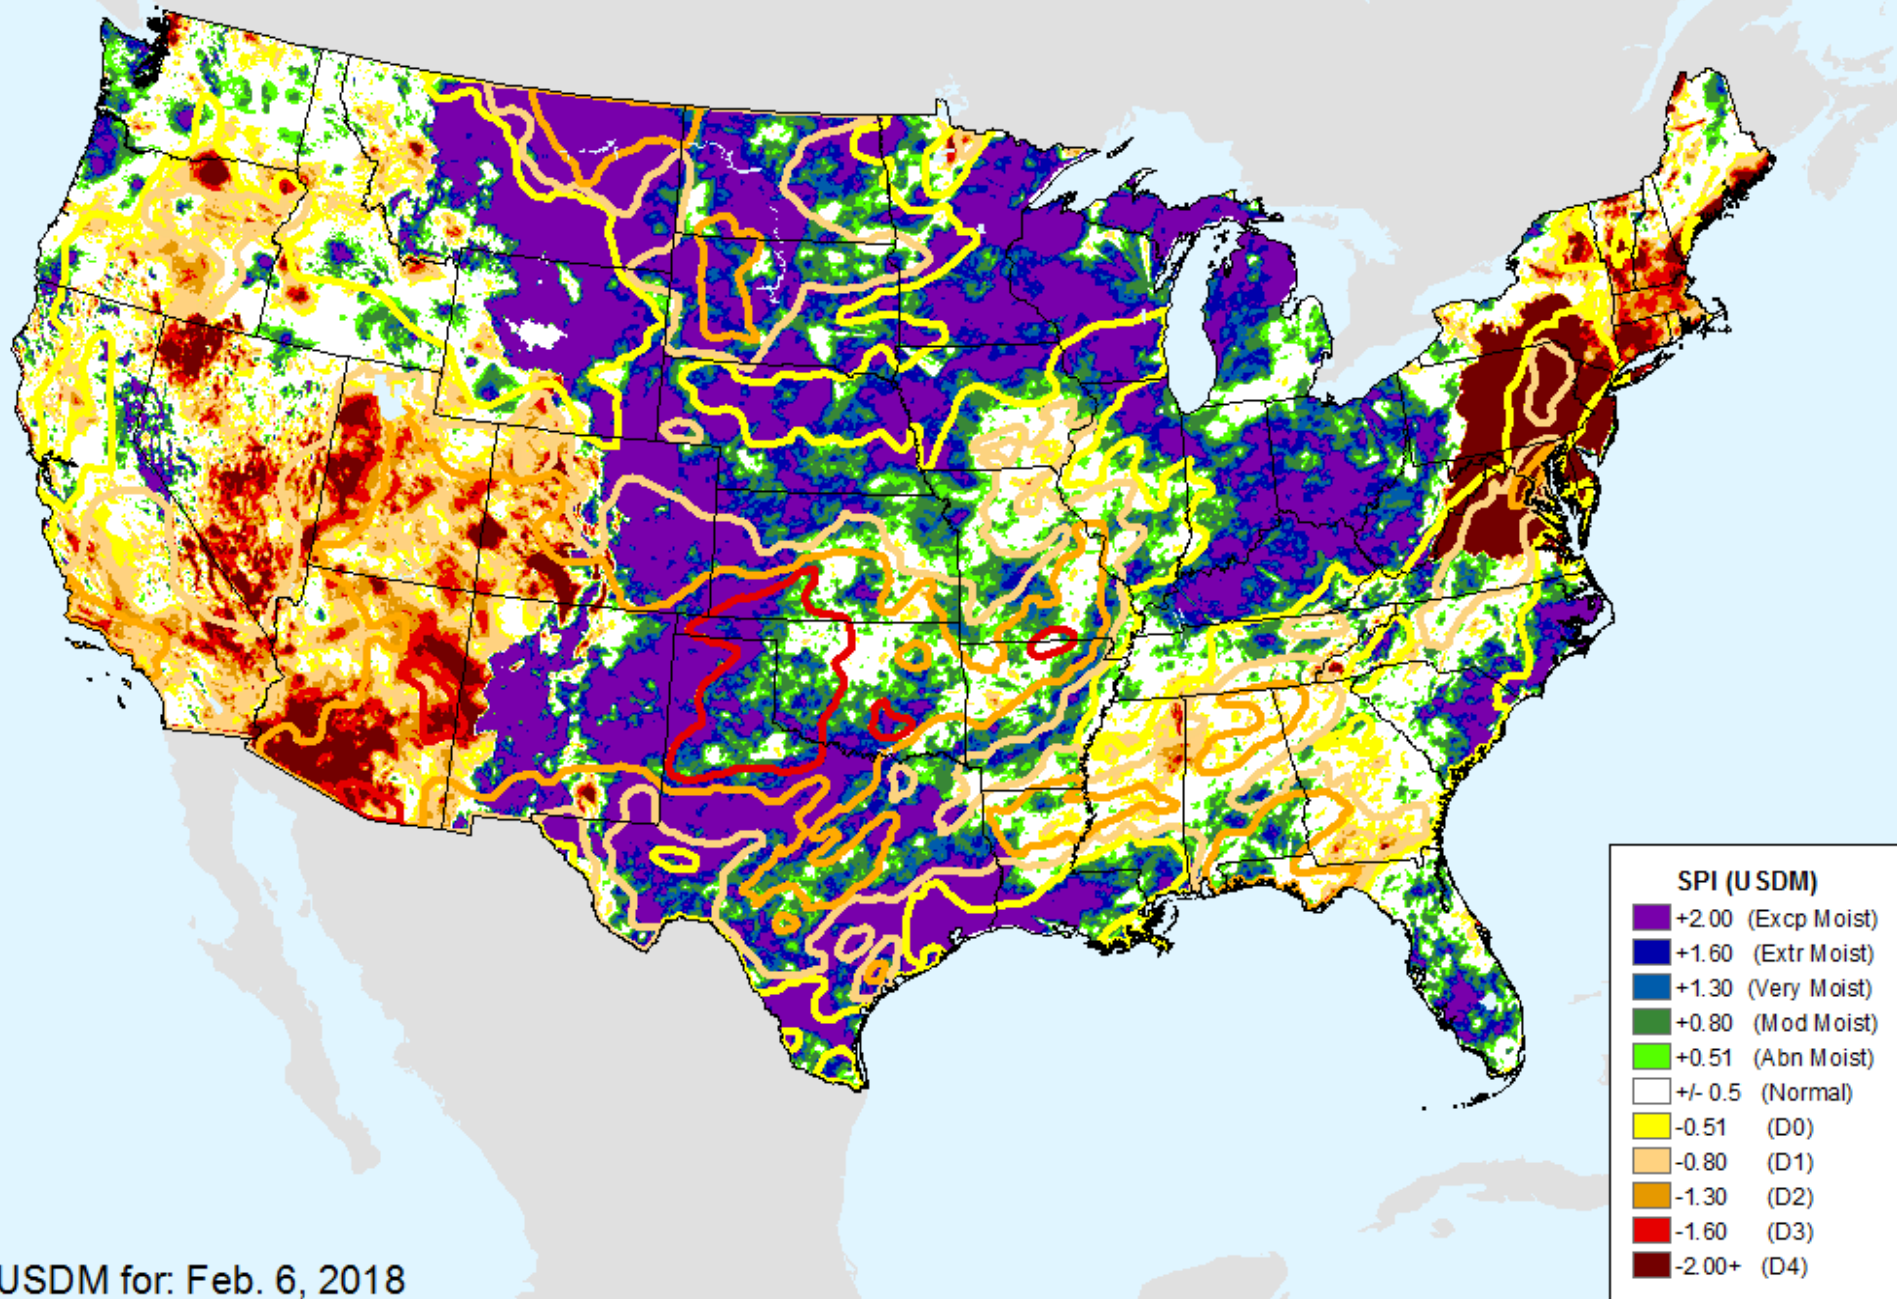 SPI (USDM)
+2.00 (Excp Moist)
+1.60 (Extr Moist)
+1.30 (Very Moist)
+0.80 (Mod Moist)
+0.51 (Abn Moist)
+/- 0.5 (Normal)
-0.51 (D0)
-0.80 (D1)
-1.30 (D2)
-1.60 (D3)
-2.00+ (D4)
USDM for: Feb. 6, 2018